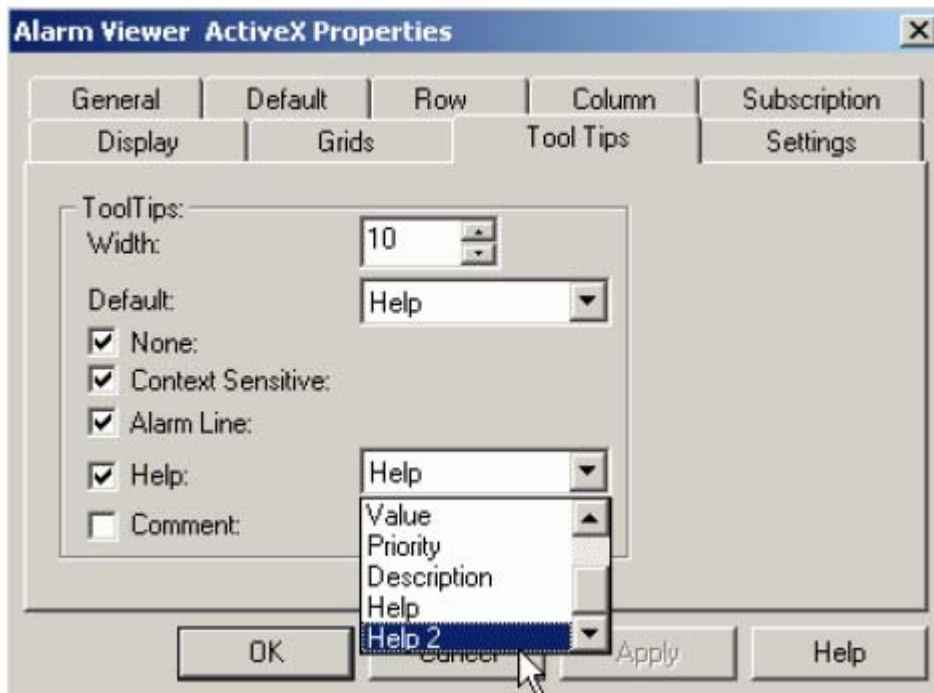 Alarm Viewer ActiveX Properties
General Default Row Column Subscription
Display Grids Tool Tips Settings
ToolTips:
Width: 10
Default: Help
None:
Context Sensitive:
Alarm Line:
Help: Help
Value
Comment:
Priority
Description
Help
Help 2
OK Cancel Apply Help